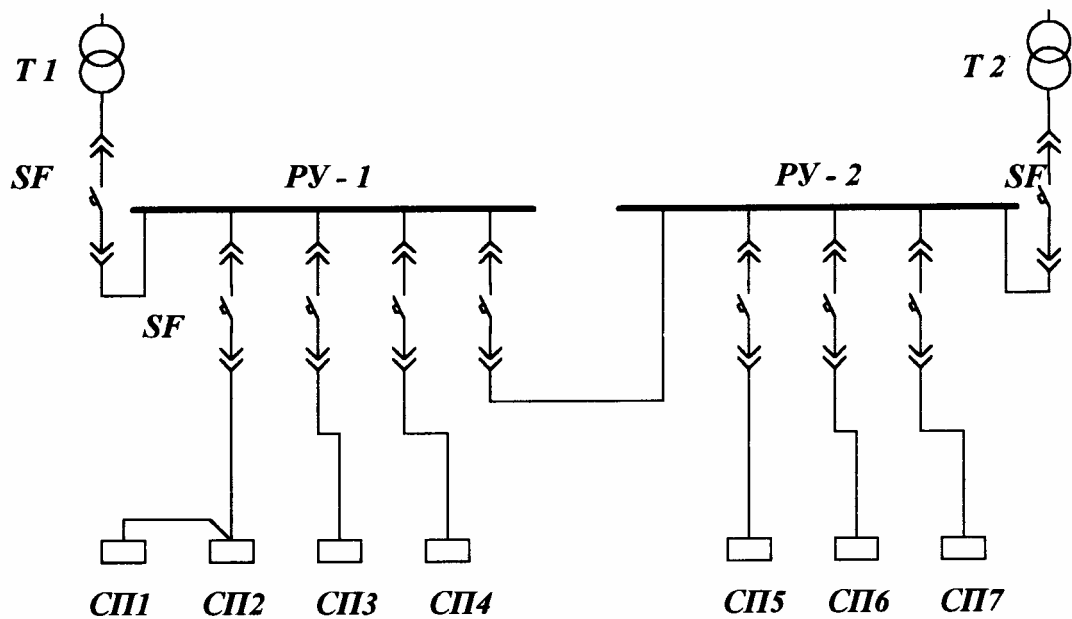 Т 1
Т 2
SF
РУ - 1
РУ - 2
SF
SF
СП1
СП2
СП3
СП4
СП5
СП6
СП7